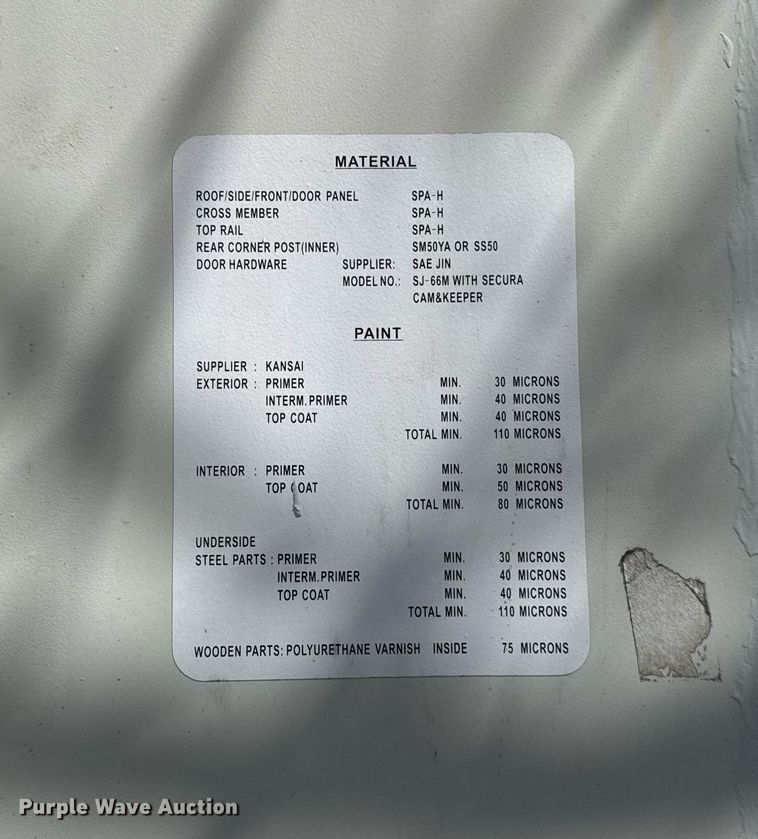 MATERIAL
ROOF/SIDE/FRONT/DOOR PANEL SPA-H
CROSS MEMBER SPA-H
TOP RAIL SPA-H
REAR CORNER POST(INNER) SM50YA OR SS50
DOOR HARDWARE SUPPLIER: SAE JIN
MODEL NO.: SJ-66M WITH SECURA
CAM&KEEPER
PAINT
SUPPLIER : KANSAI
EXTERIOR : PRIMER MIN. 30 MICRONS
INTERM.PRIMER MIN. 40 MICRONS
TOP COAT MIN. 40 MICRONS
TOTAL MIN. 110 MICRONS
INTERIOR : PRIMER MIN. 30 MICRONS
TOP COAT MIN. 50 MICRONS
TOTAL MIN. 80 MICRONS
UNDERSIDE
STEEL PARTS : PRIMER MIN. 30 MICRONS
INTERM.PRIMER MIN. 40 MICRONS
TOP COAT MIN. 40 MICRONS
TOTAL MIN. 110 MICRONS
WOODEN PARTS: POLYURETHANE VARNISH INSIDE 75 MICRONS
Purple Wave Auction